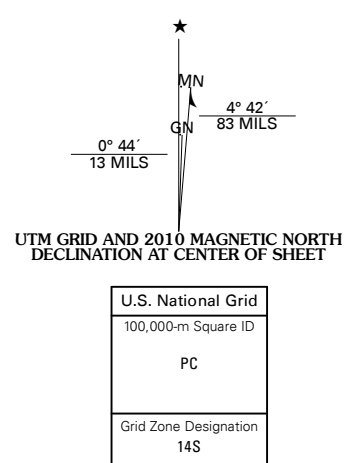 ★
MN
4° 42´
GN
83 MILS
0° 44´
13 MILS
UTM GRID AND 2010 MAGNETIC NORTH
DECLINATION AT CENTER OF SHEET
U.S. National Grid
100,000-m Square ID
PC
Grid Zone Designation
14S